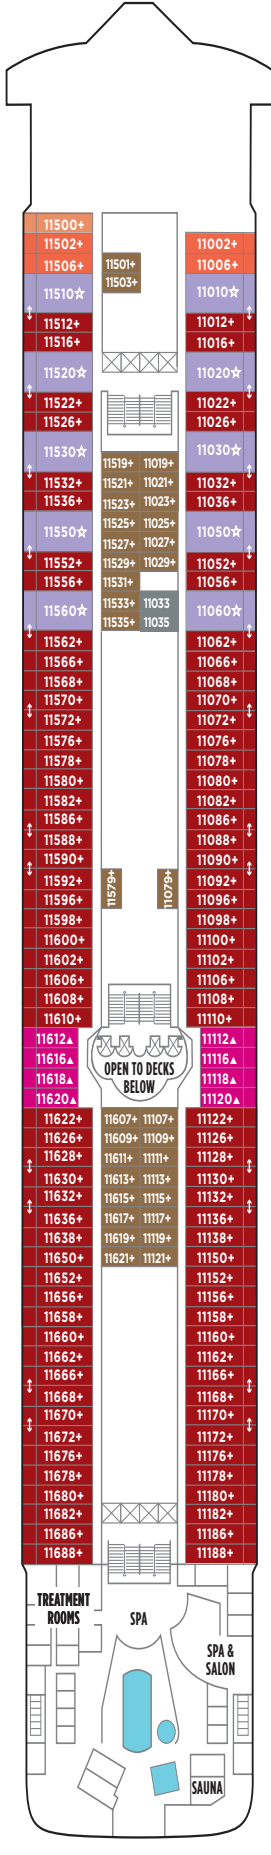 11500+
11502+ 11002+
11506+ 11501+ 11006+
11503+
11510☆ 11010☆
11512+ 11012+
11516+ 11016+
11520☆ 11020☆
11522+ 11022+
11526+ 11026+
11530☆ 11030☆
11519+ 11019+
11532+ 11521+ 11021+ 11032+
11536+ 11523+ 11023+ 11036+
11550☆ 11525+ 11025+ 11050☆
11527+ 11027+
11552+ 11529+ 11029+ 11052+
11556+ 11531+ 11056+
11560☆ 11533+ 11033 11060☆
11535+ 11035
11562+ 11062+
11566+ 11066+
11568+ 11068+
11570+ 11070+
11572+ 11072+
11576+ 11076+
11578+ 11078+
11580+ 11080+
11582+ 11082+
11586+ 11086+
11588+ 11088+
11590+ 11090+
11592+ 11579+ 11079+ 11092+
11596+ 11096+
11598+ 11098+
11600+ 11100+
11602+ 11102+
11606+ 11106+
11608+ 11108+
11610+ 11110+
11612▲ 11112▲
11616▲ 11116▲
OPEN TO DECKS
11618▲ 11118▲
BELOW
11620▲ 11120▲
11622+ 11607+ 11107+ 11122+
11626+ 11609+ 11109+ 11126+
11628+ 11611+ 11111+ 11128+
11630+ 11613+ 11113+ 11130+
11632+ 11615+ 11115+ 11132+
11636+ 11617+ 11117+ 11136+
11638+ 11619+ 11119+ 11138+
11650+ 11621+ 11121+ 11150+
11652+ 11152+
11656+ 11156+
11658+ 11158+
11660+ 11160+
11662+ 11162+
11666+ 11166+
11668+ 11168+
11670+ 11170+
11672+ 11172+
11676+ 11176+
11678+ 11178+
11680+ 11180+
11682+ 11182+
11686+ 11186+
11688+ 11188+
TREATMENT
ROOMS
SPA
SPA &
SALON
SAUNA